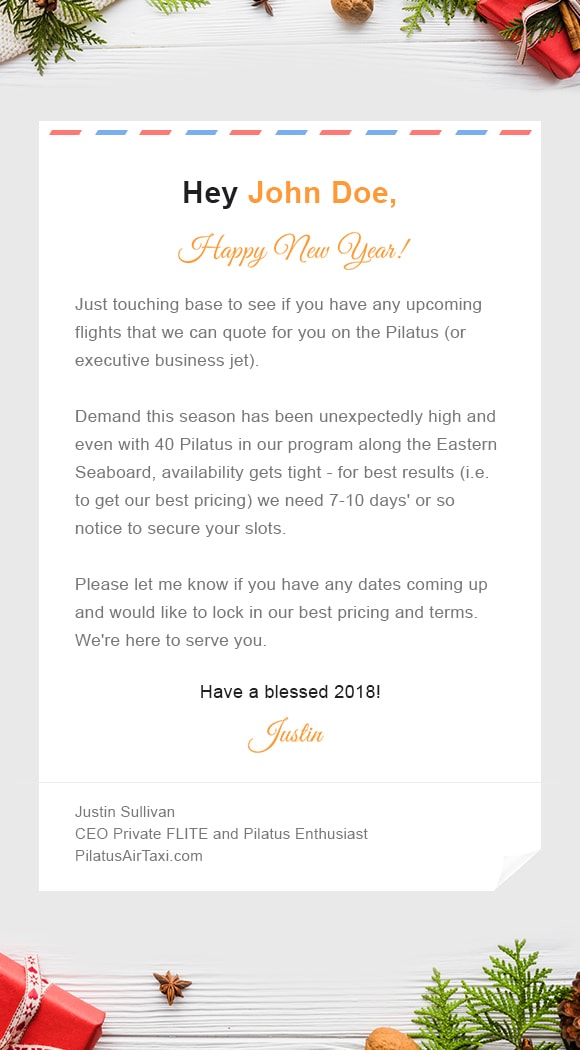 Hey John Doe,
Happy New Year!
Just touching base to see if you have any upcoming
flights that we can quote for you on the Pilatus (or
executive business jet).
Demand this season has been unexpectedly high and
even with 40 Pilatus in our program along the Eastern
Seaboard, availability gets tight - for best results (i.e.
to get our best pricing) we need 7-10 days' or so
notice to secure your slots.
Please let me know if you have any dates coming up
and would like to lock in our best pricing and terms.
We're here to serve you.
Have a blessed 2018!
Justin
Justin Sullivan
CEO Private FLITE and Pilatus Enthusiast
PilatusAirTaxi.com